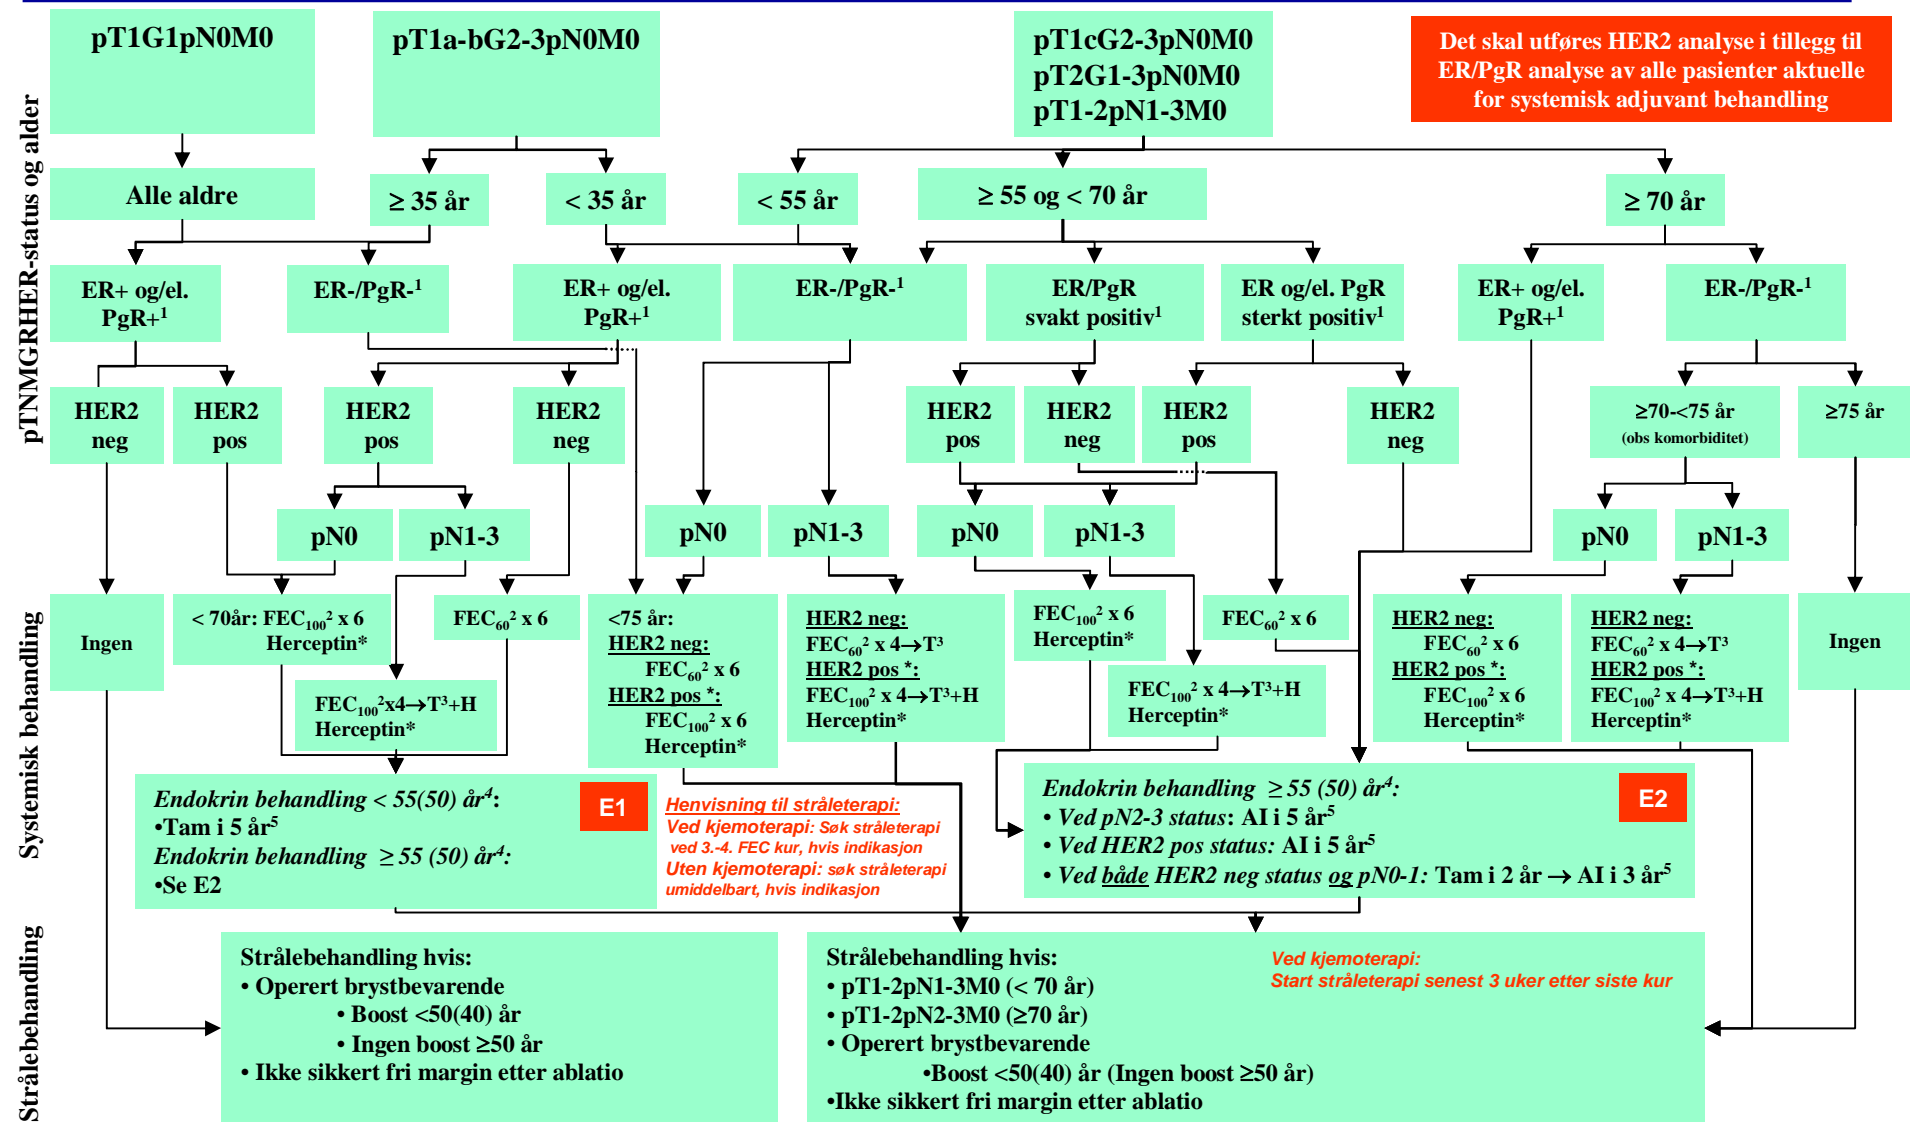 pT1G1pN0M0
pT1a-bG2-3pN0M0
pT1cG2-3pN0M0
pT2G1-3pN0M0
pT1-2pN1-3M0
Det skal utføres HER2 analyse i tillegg til
ER/PgR analyse av alle pasienter aktuelle
for systemisk adjuvant behandling
pTNMGRHER-status og alder
Alle aldre
≥ 35 år
< 35 år
< 55 år
≥ 55 og < 70 år
≥ 70 år
ER+ og/el.
PgR+¹
ER-/PgR-¹
ER+ og/el.
PgR+¹
ER-/PgR-¹
ER/PgR
svakt positiv¹
ER og/el. PgR
sterkt positiv¹
ER+ og/el.
PgR+¹
ER-/PgR-¹
HER2
neg
HER2
pos
HER2
pos
HER2
neg
HER2
pos
HER2
neg
HER2
pos
HER2
neg
≥70-<75 år
(obs komorbiditet)
≥75 år
pN0
pN1-3
pN0
pN1-3
pN0
pN1-3
pN0
pN1-3
Systemisk behandling
Ingen
< 70år: FEC₁₀₀² x 6
Herceptin*
FEC₁₀₀²x4→T³+H
Herceptin*
FEC₆₀² x 6
<75 år:
HER2 neg:
FEC₆₀² x 6
HER2 pos *:
FEC₁₀₀² x 6
Herceptin*
HER2 neg:
FEC₆₀² x 4→T³
HER2 pos *:
FEC₁₀₀² x 4→T³+H
Herceptin*
FEC₁₀₀² x 6
Herceptin*
FEC₁₀₀² x 4→T³+H
Herceptin*
FEC₆₀² x 6
HER2 neg:
FEC₆₀² x 6
HER2 pos *:
FEC₁₀₀² x 6
Herceptin*
HER2 neg:
FEC₆₀² x 4→T³
HER2 pos *:
FEC₁₀₀² x 4→T³+H
Herceptin*
Ingen
Endokrin behandling < 55(50) år⁴:
•Tam i 5 år⁵
Endokrin behandling ≥ 55 (50) år⁴:
•Se E2
E1
Henvisning til stråleterapi:
Ved kjemoterapi: Søk stråleterapi
ved 3.-4. FEC kur, hvis indikasjon
Uten kjemoterapi: søk stråleterapi
umiddelbart, hvis indikasjon
Endokrin behandling ≥ 55 (50) år⁴:
• Ved pN2-3 status: AI i 5 år⁵
• Ved HER2 pos status: AI i 5 år⁵
• Ved både HER2 neg status og pN0-1: Tam i 2 år → AI i 3 år⁵
E2
Strålebehandling
Strålebehandling hvis:
• Operert brystbevarende
• Boost <50(40) år
• Ingen boost ≥50 år
• Ikke sikkert fri margin etter ablatio
Strålebehandling hvis:
• pT1-2pN1-3M0 (< 70 år)
• pT1-2pN2-3M0 (≥70 år)
• Operert brystbevarende
•Boost <50(40) år (Ingen boost ≥50 år)
•Ikke sikkert fri margin etter ablatio
Ved kjemoterapi:
Start stråleterapi senest 3 uker etter siste kur